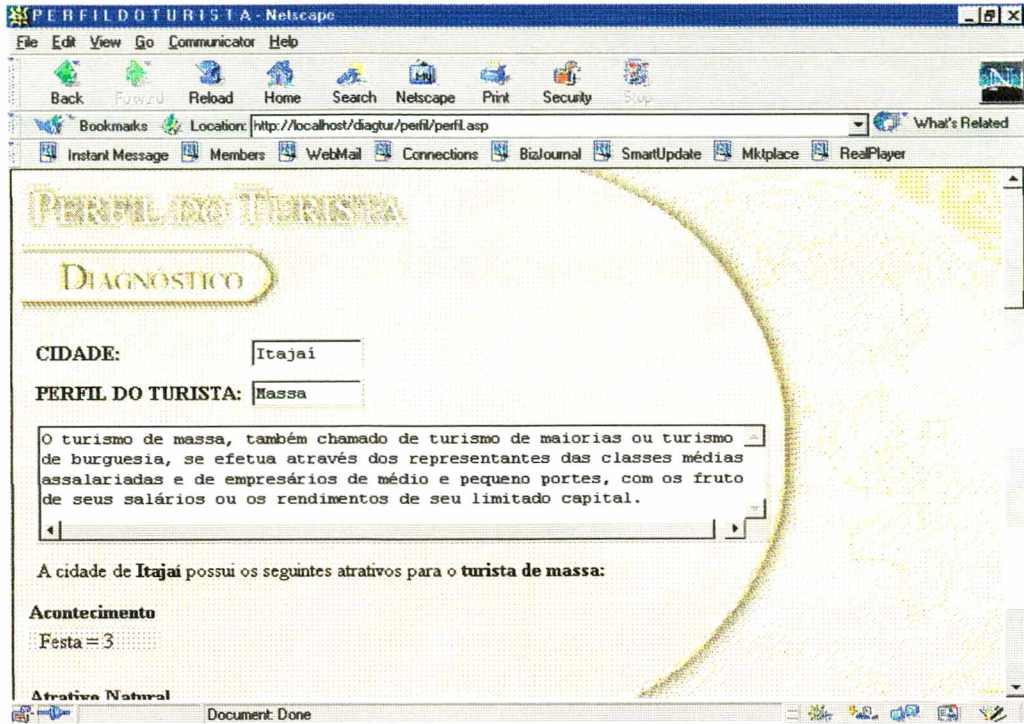 P E R F I L D O T U R I S T A - Netscape
File Edit View Go Communicator Help
Back Forward Reload Home Search Netscape Print Security Stop
Bookmarks Location: http://localhost/diagtur/perfil/perfil.asp What's Related
Instant Message Members WebMail Connections BizJournal SmartUpdate Mktplace RealPlayer
PERFIL DO TURISTA
DIAGNOSTICO
CIDADE: Itajaí
PERFIL DO TURISTA: Massa
O turismo de massa, também chamado de turismo de maiorias ou turismo
de burguesia, se efetua através dos representantes das classes médias
assalariadas e de empresários de médio e pequeno portes, com os fruto
de seus salários ou os rendimentos de seu limitado capital.
A cidade de Itajaí possui os seguintes atrativos para o turista de massa:
Acontecimento
Festa = 3
Atrativo Natural
Document: Done